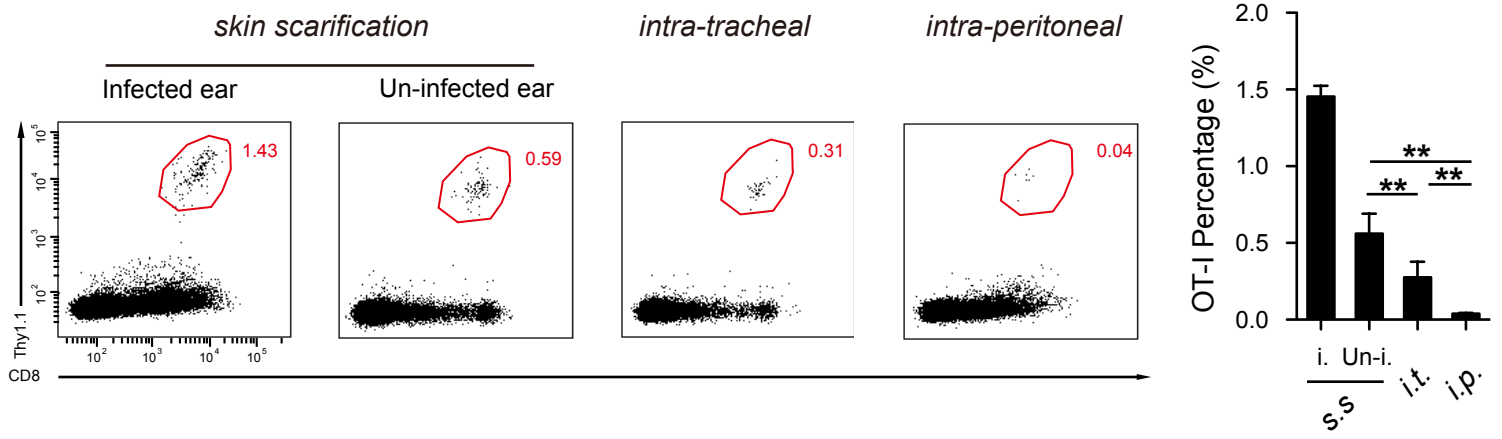 skin scarification
intra-tracheal
intra-peritoneal
Infected ear
Un-infected ear
1.43
0.59
0.31
0.04
10^5
10^4
10^3
10^2
Thy1.1
10^2 10^3 10^4 10^5
CD8
OT-I Percentage (%)
2.0
1.5
1.0
0.5
0.0
**
** **
i. Un-i. i.t. i.p.
s.s